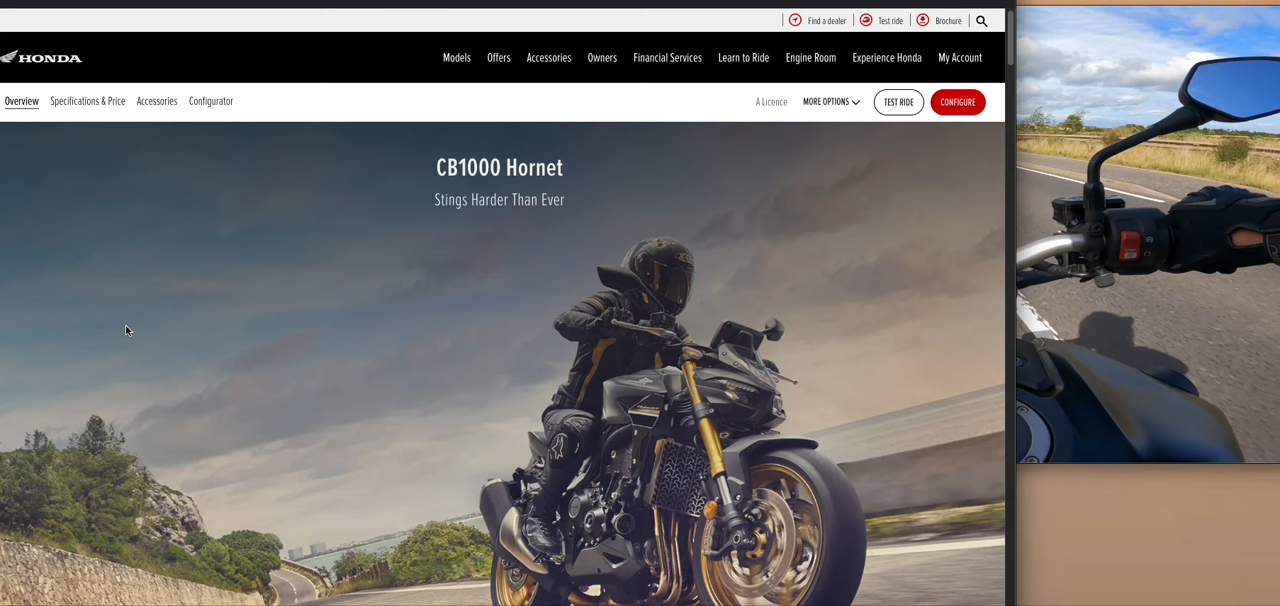 Find a dealer Test ride Brochure
HONDA
Models Offers Accessories Owners Financial Services Learn to Ride Engine Room Experience Honda My Account
Overview Specifications & Price Accessories Configurator A Licence MORE OPTIONS TEST RIDE CONFIGURE
CB1000 Hornet
Stings Harder Than Ever